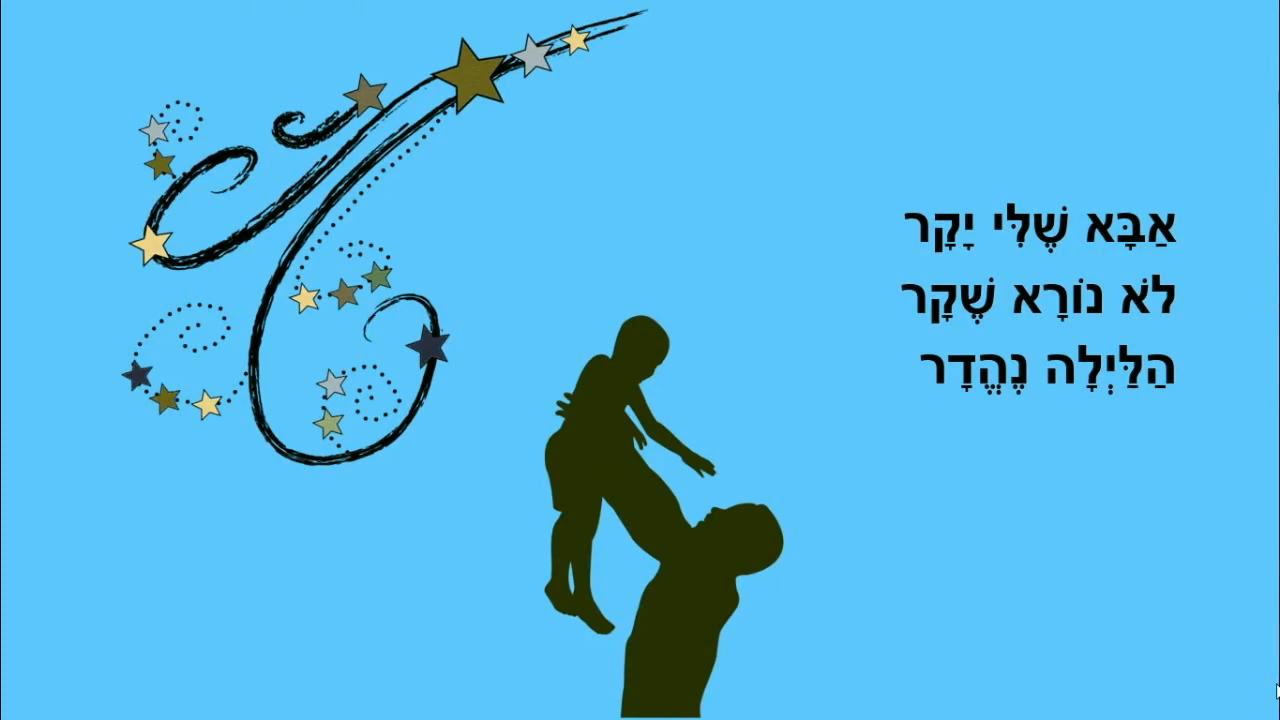 אַבָּא שֶׁלִּי יָקָר
לֹא נוֹרָא שֶׁקַר
הַלַּיְלָה נֶהֱדָר